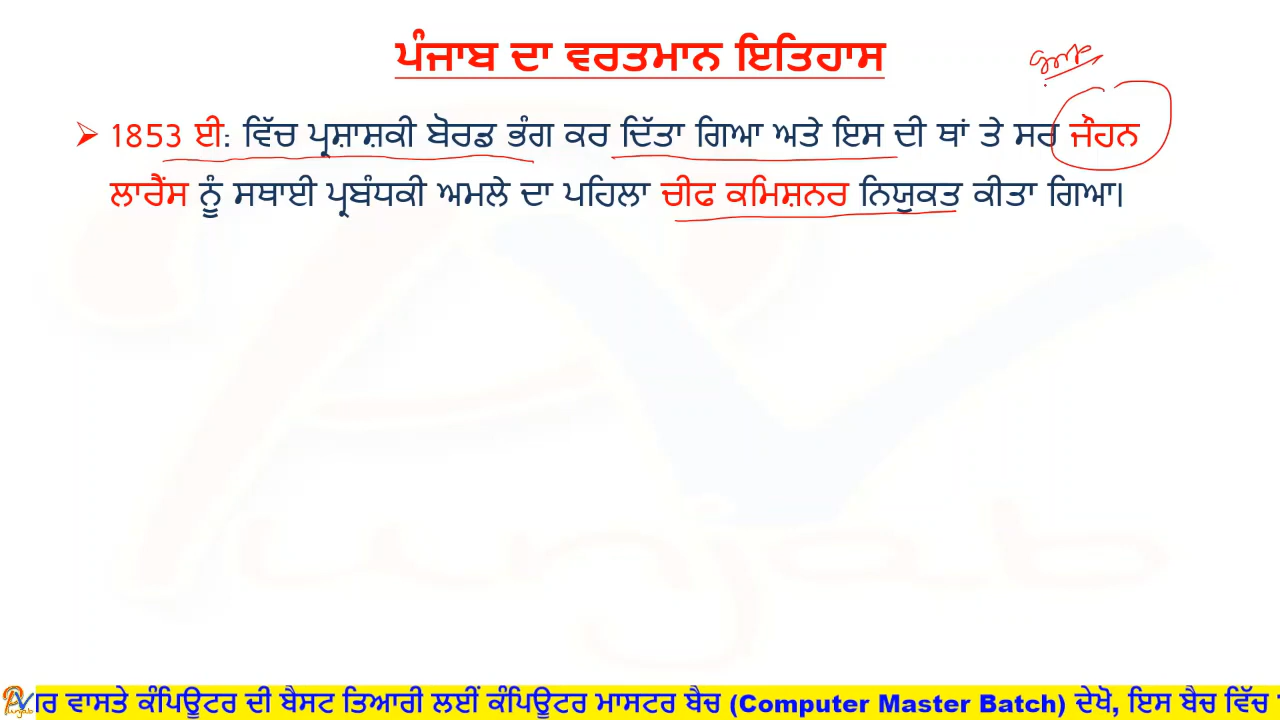 ਪੰਜਾਬ ਦਾ ਵਰਤਮਾਨ ਇਤਿਹਾਸ
➤ 1853 ਈ: ਵਿੱਚ ਪ੍ਰਸ਼ਾਸ਼ਕੀ ਬੋਰਡ ਭੰਗ ਕਰ ਦਿੱਤਾ ਗਿਆ ਅਤੇ ਇਸ ਦੀ ਥਾਂ ਤੇ ਸਰ ਜੌਹਨ
ਲਾਰੈਂਸ ਨੂੰ ਸਥਾਈ ਪ੍ਰਬੰਧਕੀ ਅਮਲੇ ਦਾ ਪਹਿਲਾ ਚੀਫ ਕਮਿਸ਼ਨਰ ਨਿਯੁਕਤ ਕੀਤਾ ਗਿਆ।
Punjab
ਵਾਸਤੇ ਕੰਪਿਊਟਰ ਦੀ ਬੈਸਟ ਤਿਆਰੀ ਲਈਂ ਕੰਪਿਊਟਰ ਮਾਸਟਰ ਬੈਚ (Computer Master Batch) ਦੇਖੋ, ਇਸ ਬੈਚ ਵਿੱਚ